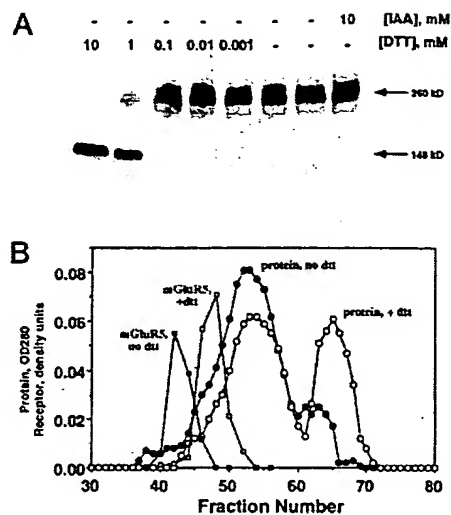 A
10 [IAA], mM
10 1 0.1 0.01 0.001 - - - [DTT], mM
148 kD
B
0.08
0.06
0.04
0.02
0.00
Protein, OD280
Receptor, density units
mGluR5, no dtt
mGluR5, +dtt
protein, no dtt
protein, + dtt
30 40 50 60 70 80
Fraction Number